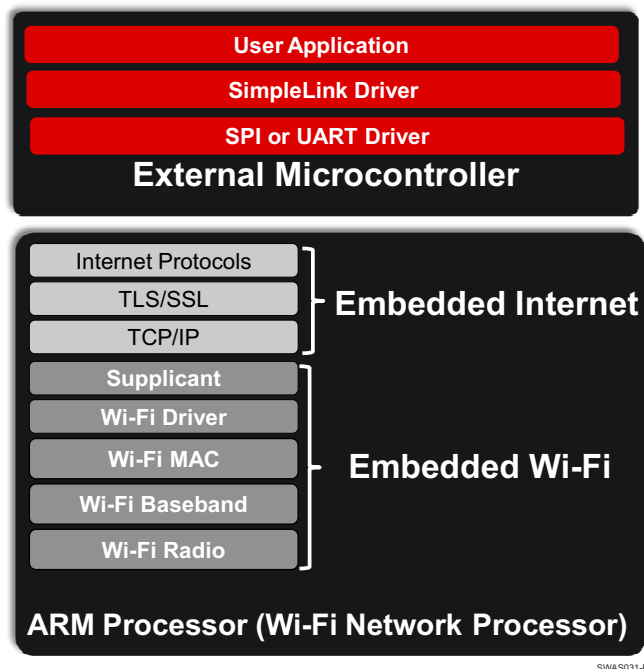 User Application
SimpleLink Driver
SPI or UART Driver
External Microcontroller
Internet Protocols
TLS/SSL
TCP/IP
Embedded Internet
Supplicant
Wi-Fi Driver
Wi-Fi MAC
Wi-Fi Baseband
Wi-Fi Radio
Embedded Wi-Fi
ARM Processor (Wi-Fi Network Processor)